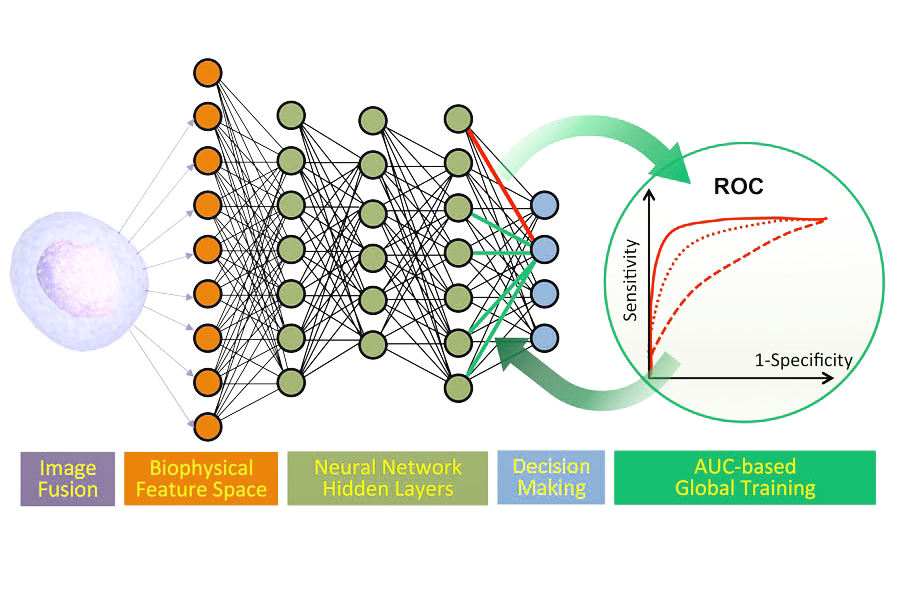 ROC
Sensitivity
1-Specificity
Image
Fusion
Biophysical
Feature Space
Neural Network
Hidden Layers
Decision
Making
AUC-based
Global Training